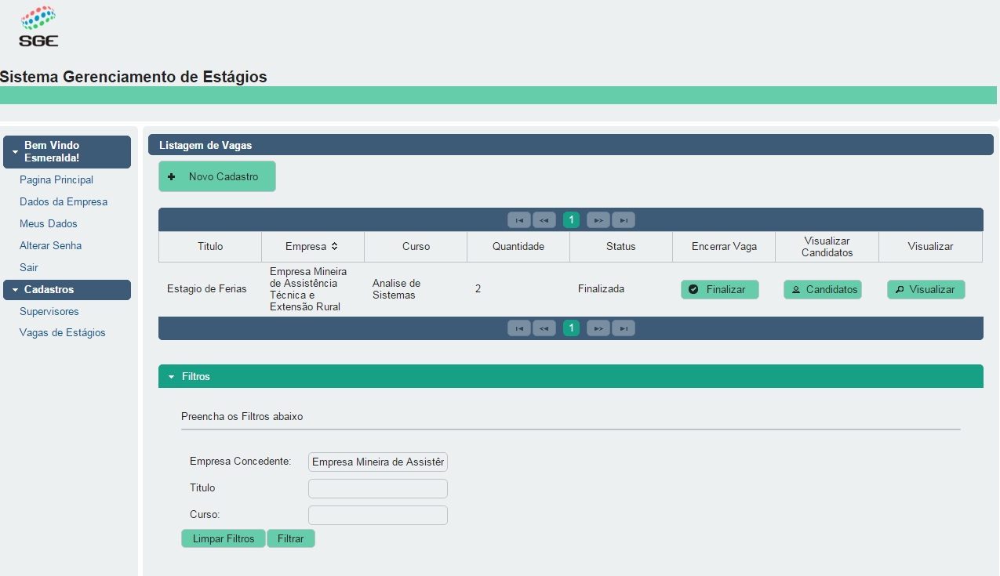 SGE
Sistema Gerenciamento de Estágios
Bem Vindo
Esmeralda!
Pagina Principal
Dados da Empresa
Meus Dados
Alterar Senha
Sair
Cadastros
Supervisores
Vagas de Estágios
Listagem de Vagas
Novo Cadastro
1
Titulo Empresa Curso Quantidade Status Encerrar Vaga Visualizar Candidatos Visualizar
Estagio de Ferias
Empresa Mineira
de Assistência
Técnica e
Extensão Rural
Analise de
Sistemas
2
Finalizada
Finalizar
Candidatos
Visualizar
1
Filtros
Preencha os Filtros abaixo
Empresa Concedente: Empresa Mineira de Assistêr
Titulo
Curso:
Limpar Filtros Filtrar